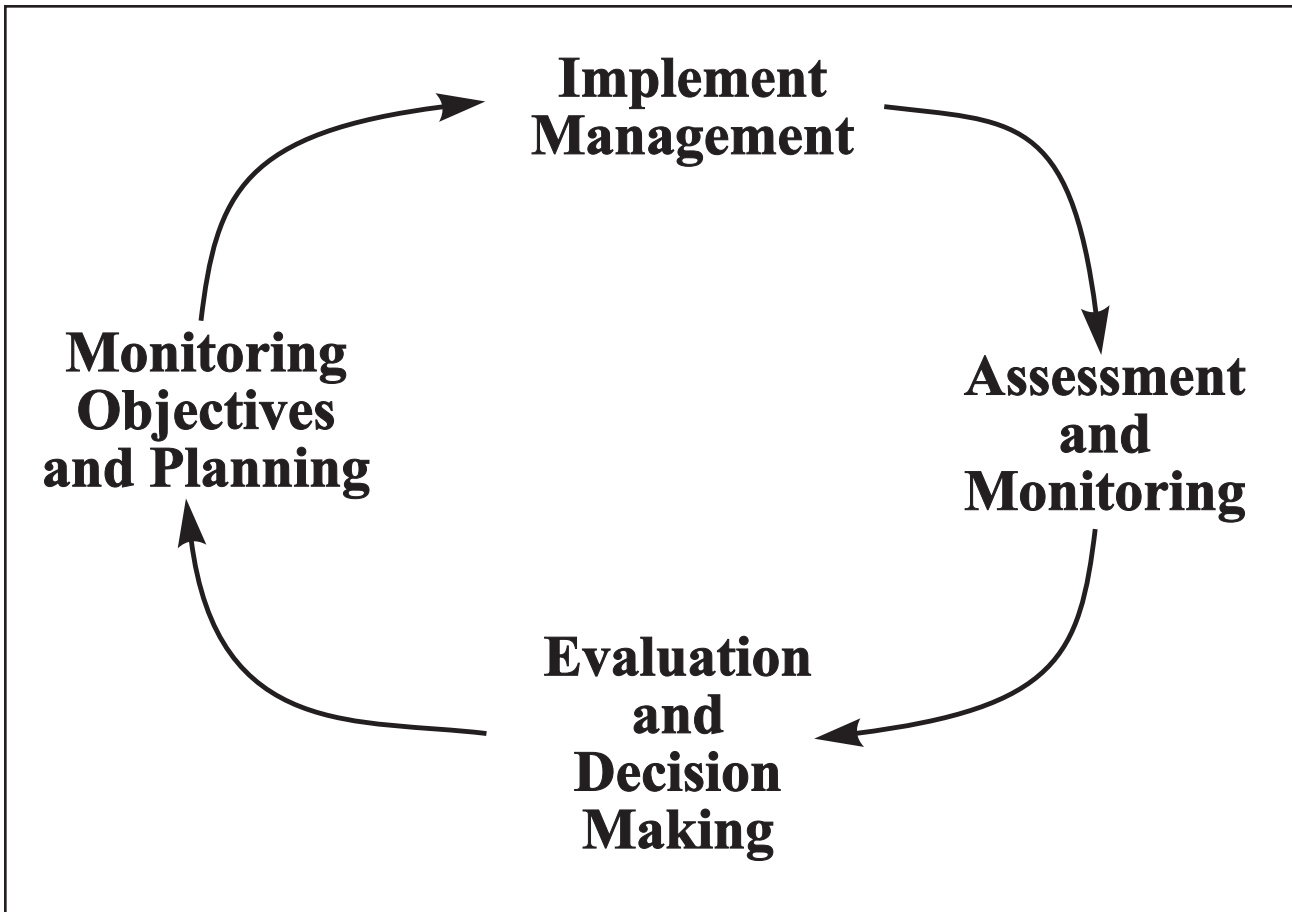 Implement
Management
Assessment
and
Monitoring
Evaluation
and
Decision
Making
Monitoring
Objectives
and Planning